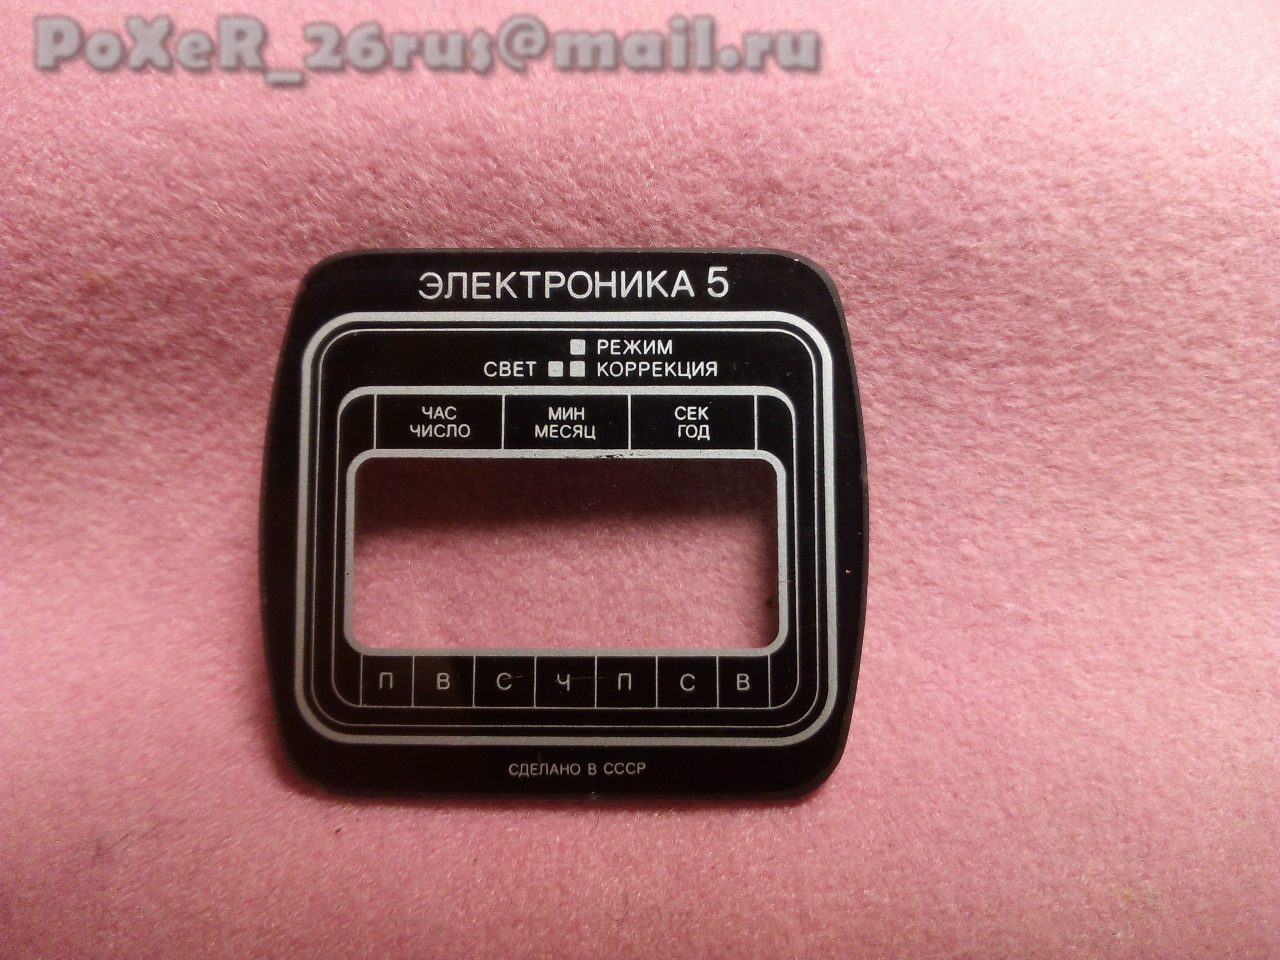 PoXeR_26rus@mail.ru
ЭЛЕКТРОНИКА 5
РЕЖИМ
СВЕТ КОРРЕКЦИЯ
ЧАС МИН СЕК
ЧИСЛО МЕСЯЦ ГОД
П В С Ч П С В
СДЕЛАНО В СССР